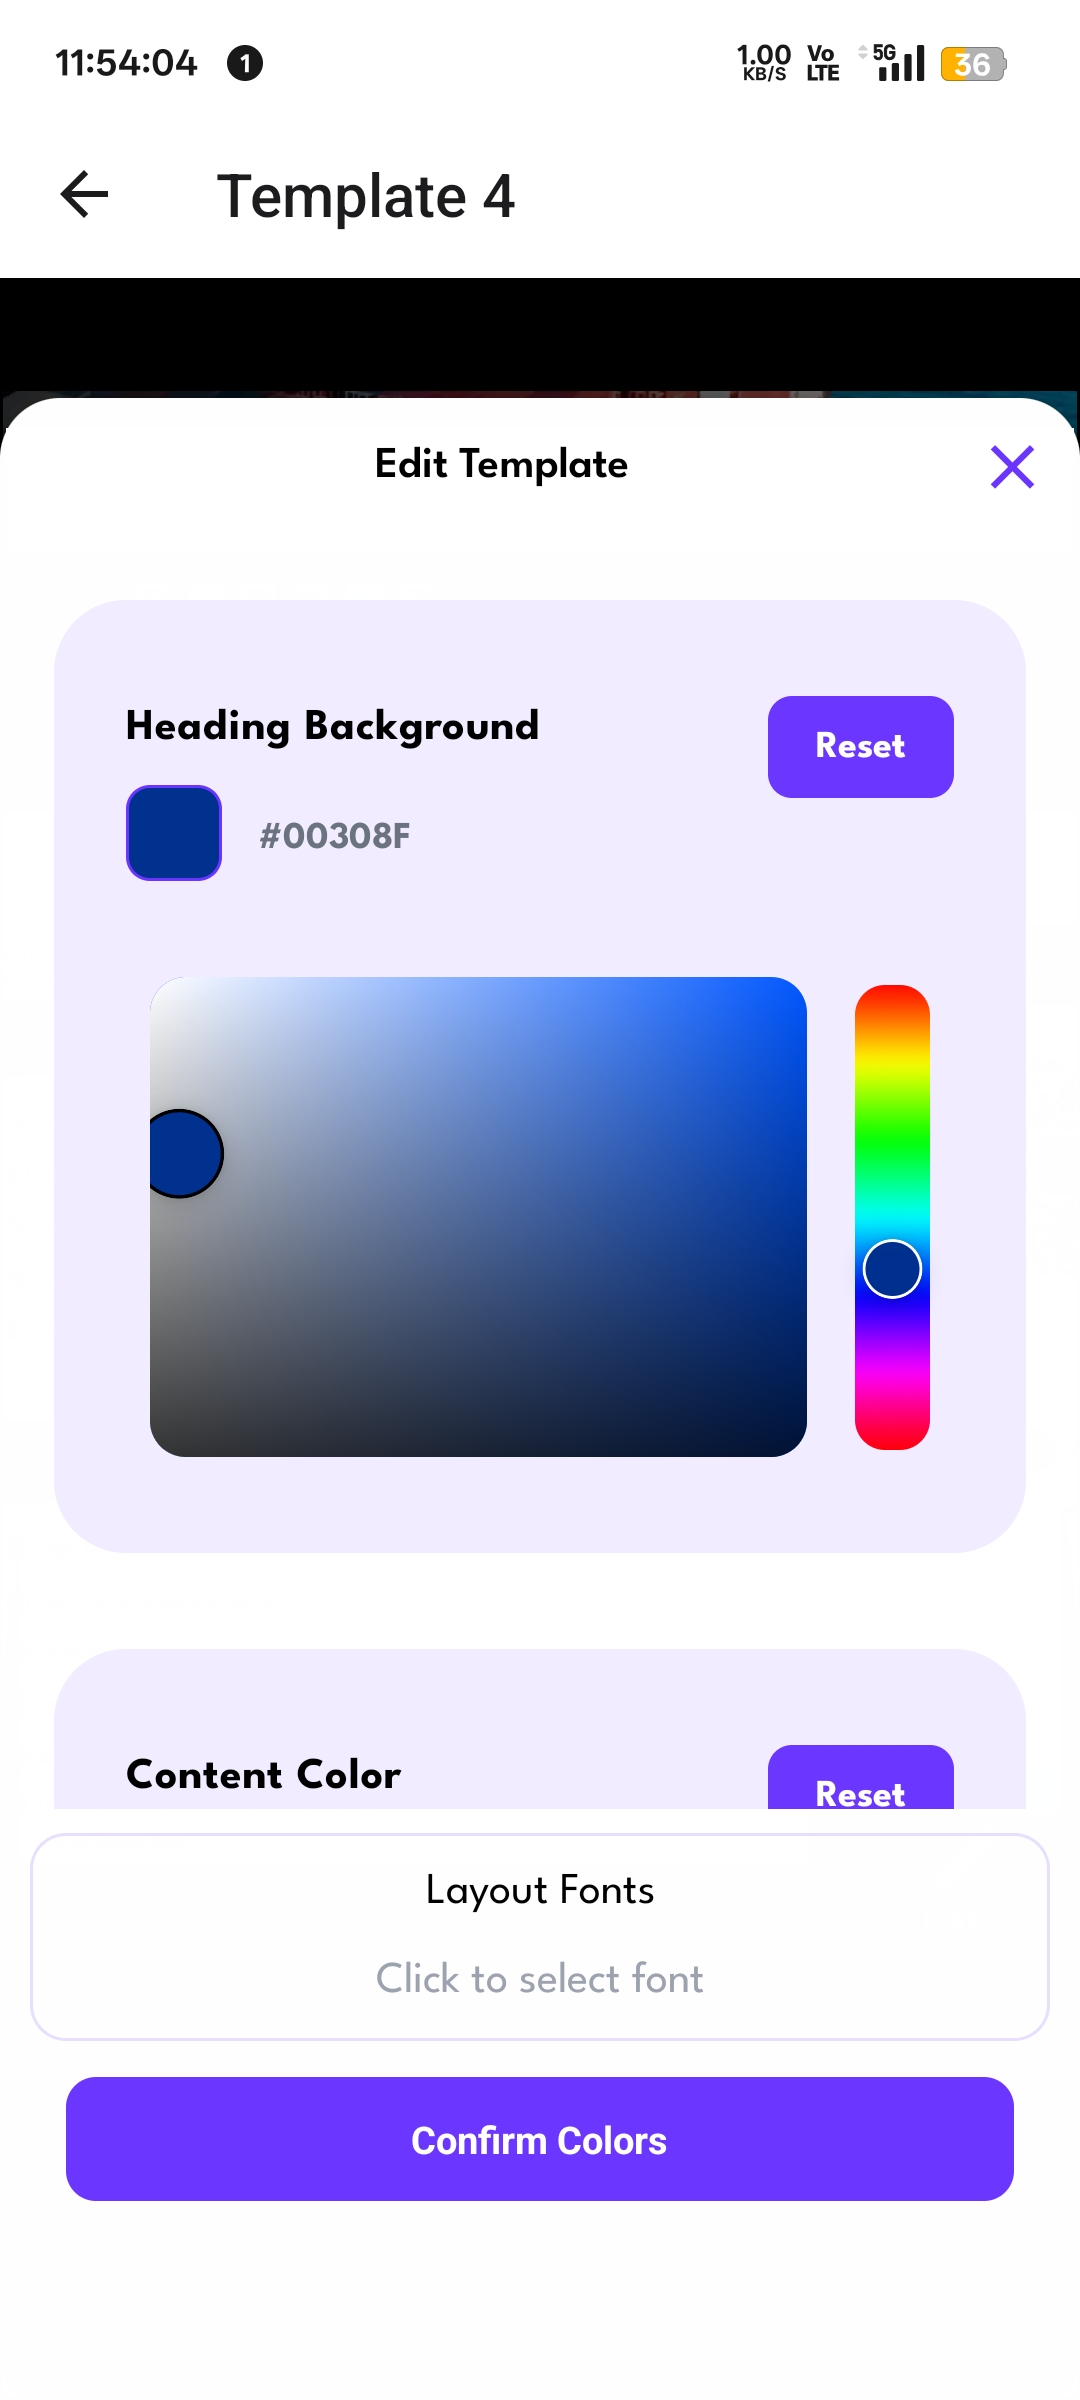 11:54:04 1 1.00 KB/S Vo LTE 5G 36
Template 4
Edit Template
Heading Background
Reset
#00308F
Content Color
Reset
Layout Fonts
Click to select font
Confirm Colors